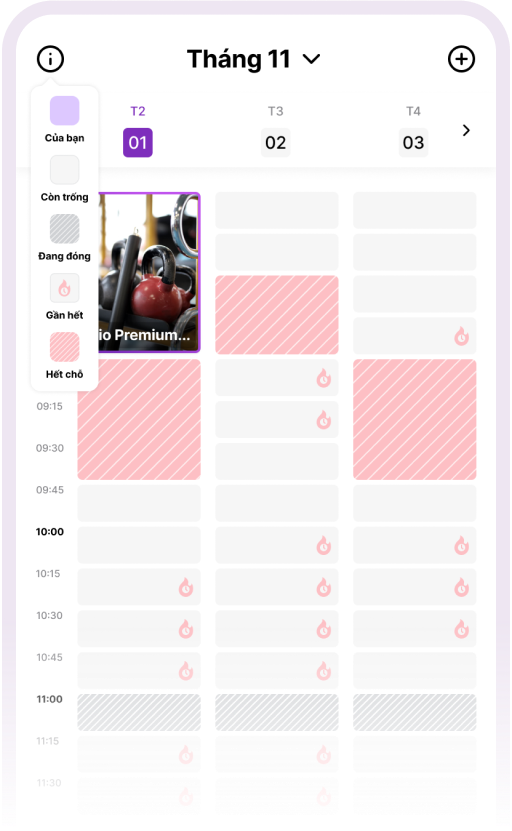 Tháng 11
T2
T3
T4
01
02
03
Của bạn
Còn trống
Đang đóng
Gần hết
Hết chỗ
io Premium...
09:15
09:30
09:45
10:00
10:15
10:30
10:45
11:00
11:15
11:30